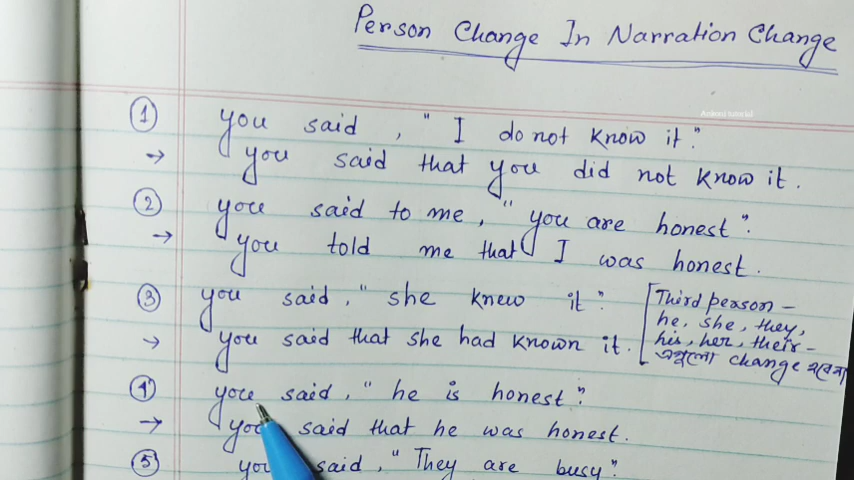 Person Change In Narration Change
Ankord tutorial
① you said, "I do not know it".
→ you said that you did not know it.
② you said to me, "you are honest".
→ you told me that I was honest.
③ you said, "she knew it".
→ you said that she had known it.
[Third person -
he, she, they,
his, her, their -
এগুলো change হবেনা
④ you said, "he is honest".
→ you said that he was honest.
⑤ you said, "They are busy".